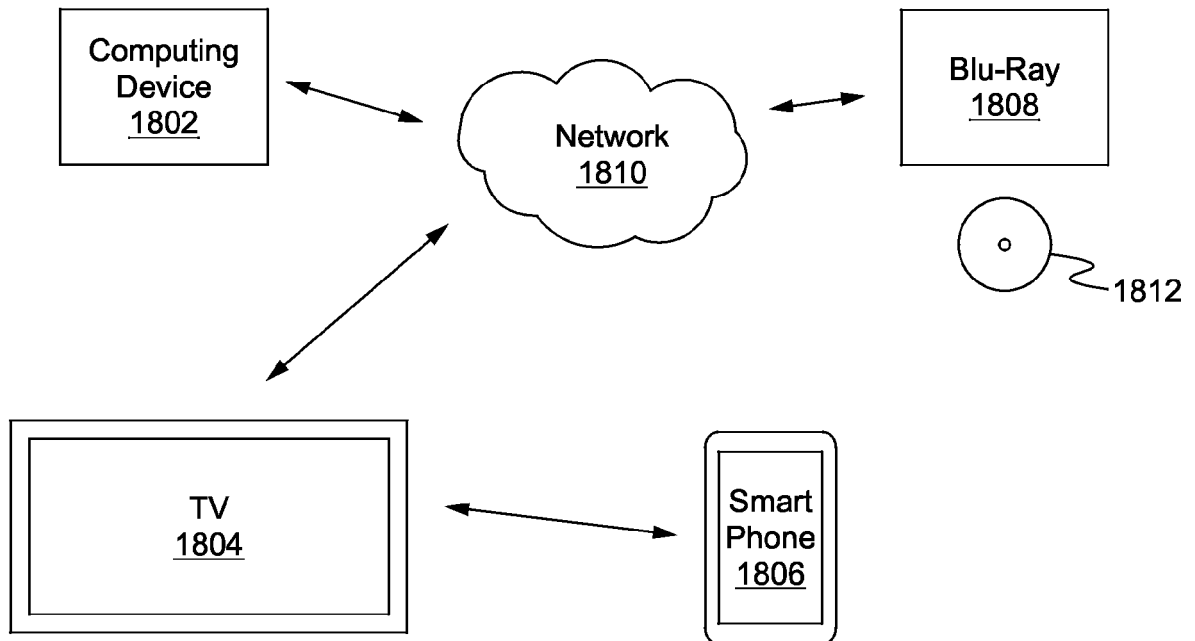 Computing
Device
1802
Network
1810
Blu-Ray
1808
1812
TV
1804
Smart
Phone
1806